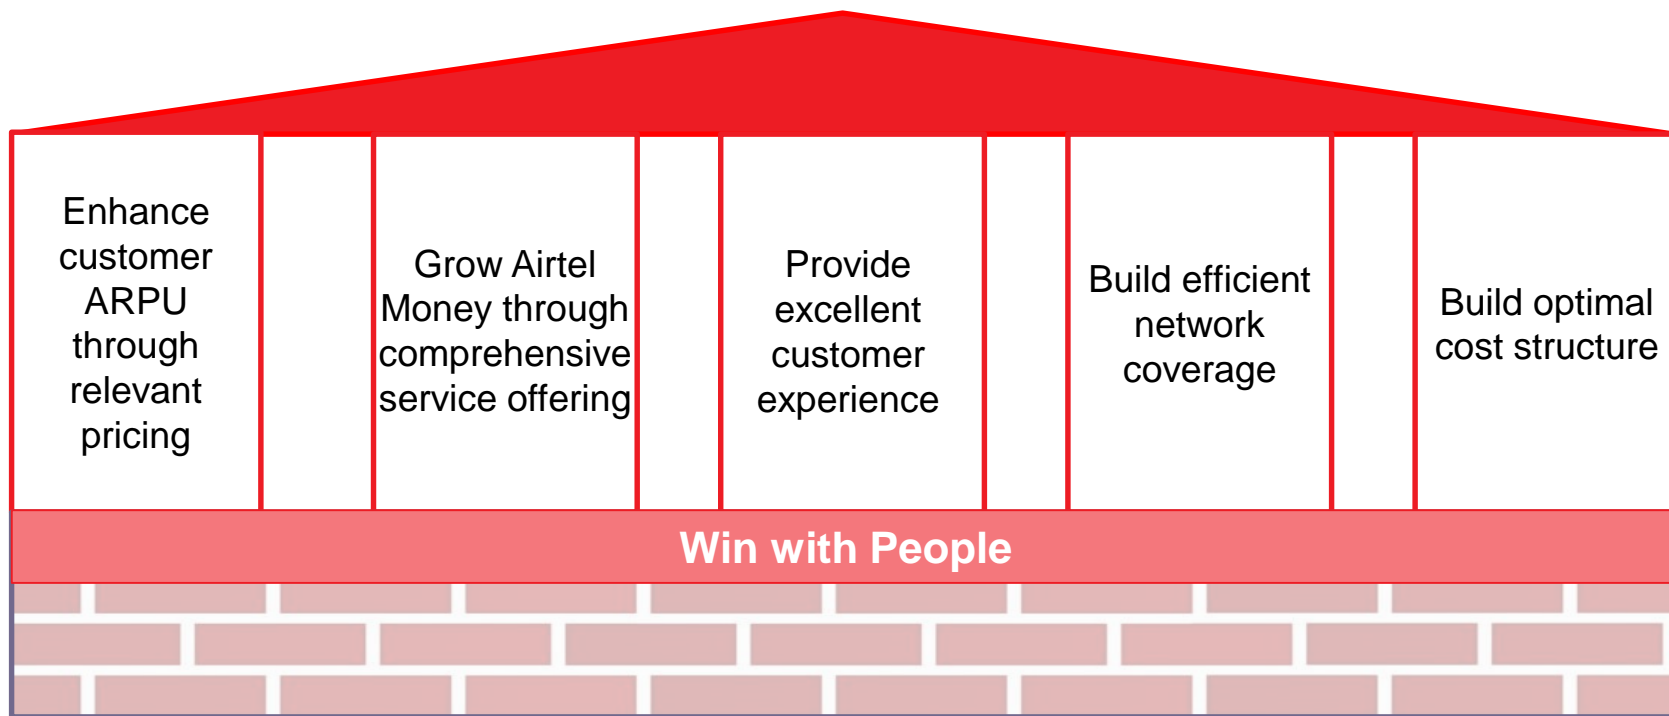 Enhance
customer
ARPU
through
relevant
pricing
Grow Airtel
Money through
comprehensive
service offering
Provide
excellent
customer
experience
Build efficient
network
coverage
Build optimal
cost structure
Win with People